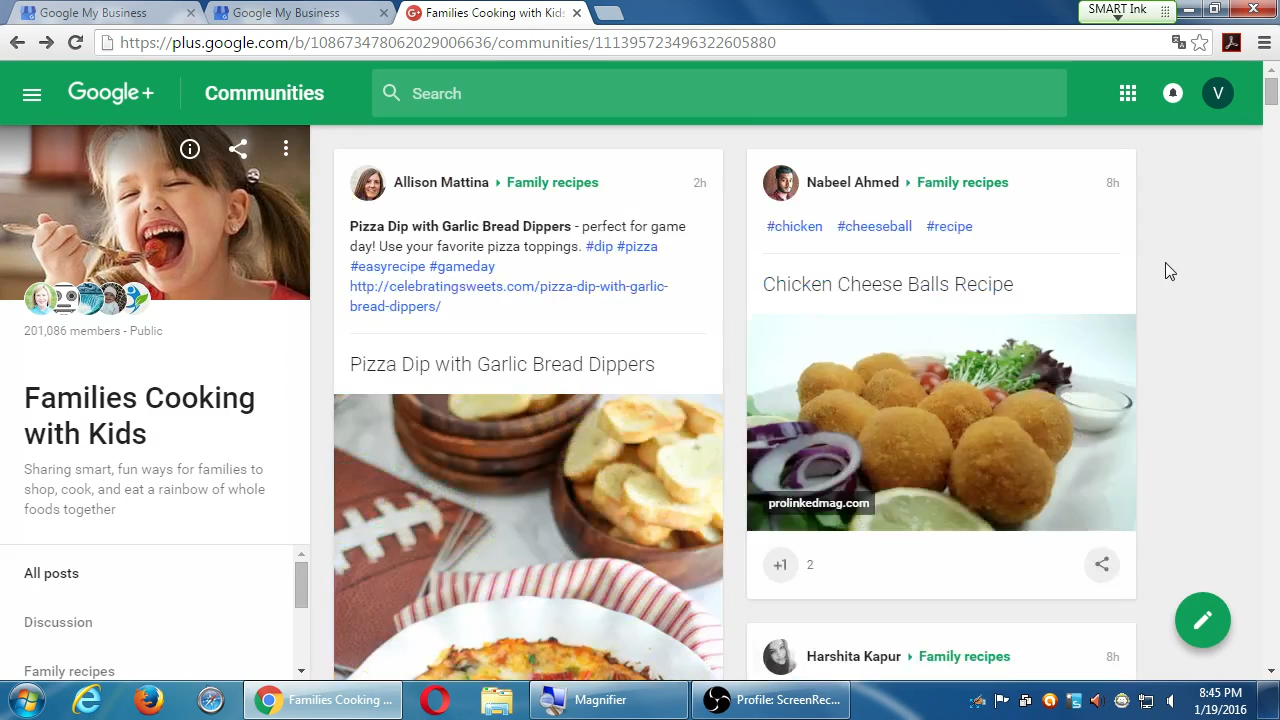 Google My Business
Google My Business
Families Cooking with Kids
SMART Ink
https://plus.google.com/b/108673478062029006636/communities/111395723496322605880
Google+
Communities
Search
V
201,086 members - Public
Families Cooking
with Kids
Sharing smart, fun ways for families to
shop, cook, and eat a rainbow of whole
foods together
All posts
Discussion
Family recipes
Allison Mattina
Family recipes
2h
Pizza Dip with Garlic Bread Dippers - perfect for game
day! Use your favorite pizza toppings. #dip #pizza
#easyrecipe #gameday
http://celebratingsweets.com/pizza-dip-with-garlic-
bread-dippers/
Pizza Dip with Garlic Bread Dippers
Nabeel Ahmed
Family recipes
8h
#chicken #cheeseball #recipe
Chicken Cheese Balls Recipe
prolinkedmag.com
+1
2
Harshita Kapur
Family recipes
8h
Families Cooking ...
Magnifier
Profile: ScreenRec...
8:45 PM
1/19/2016